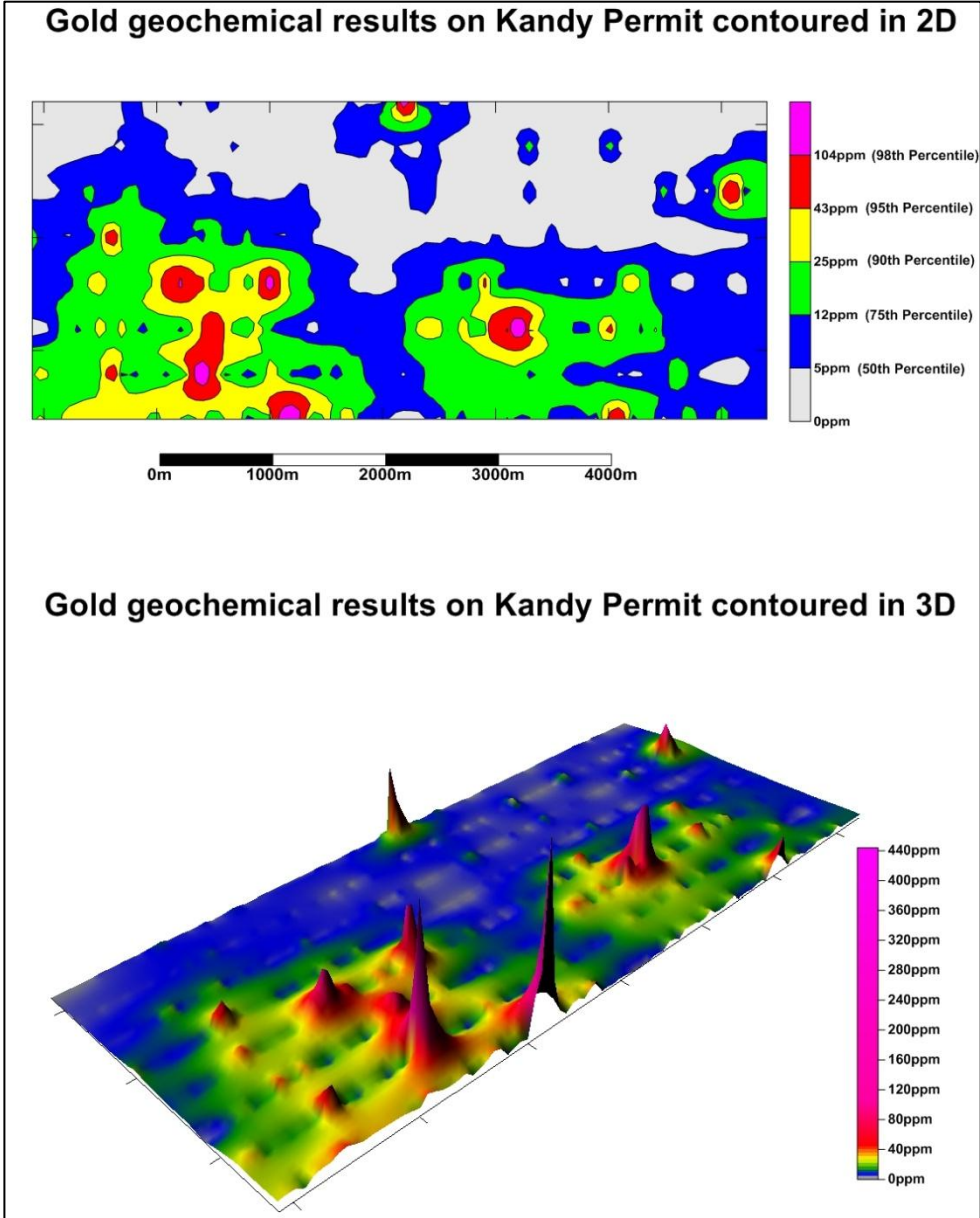 Gold geochemical results on Kandy Permit contoured in 2D
104ppm (98th Percentile)
43ppm (95th Percentile)
25ppm (90th Percentile)
12ppm (75th Percentile)
5ppm (50th Percentile)
0ppm
0m 1000m 2000m 3000m 4000m
Gold geochemical results on Kandy Permit contoured in 3D
440ppm
400ppm
360ppm
320ppm
280ppm
240ppm
200ppm
160ppm
120ppm
80ppm
40ppm
0ppm